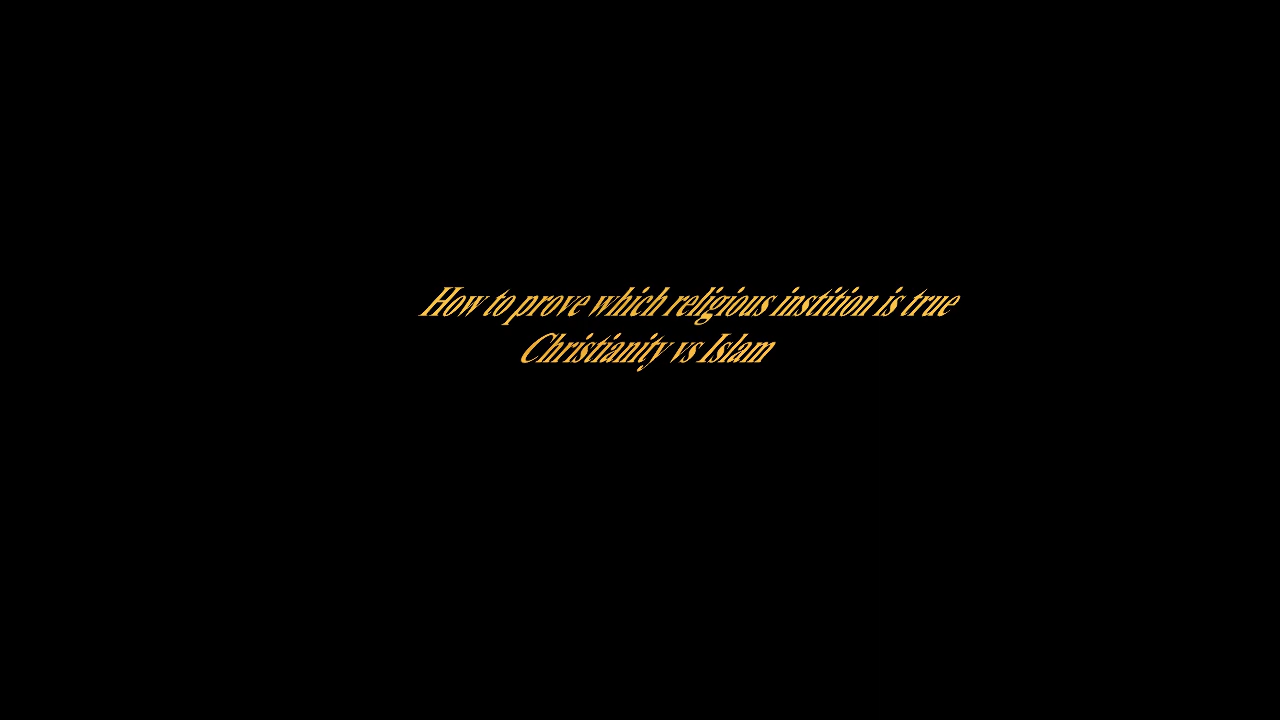 How to prove which religious instition is true
Christianity vs Islam